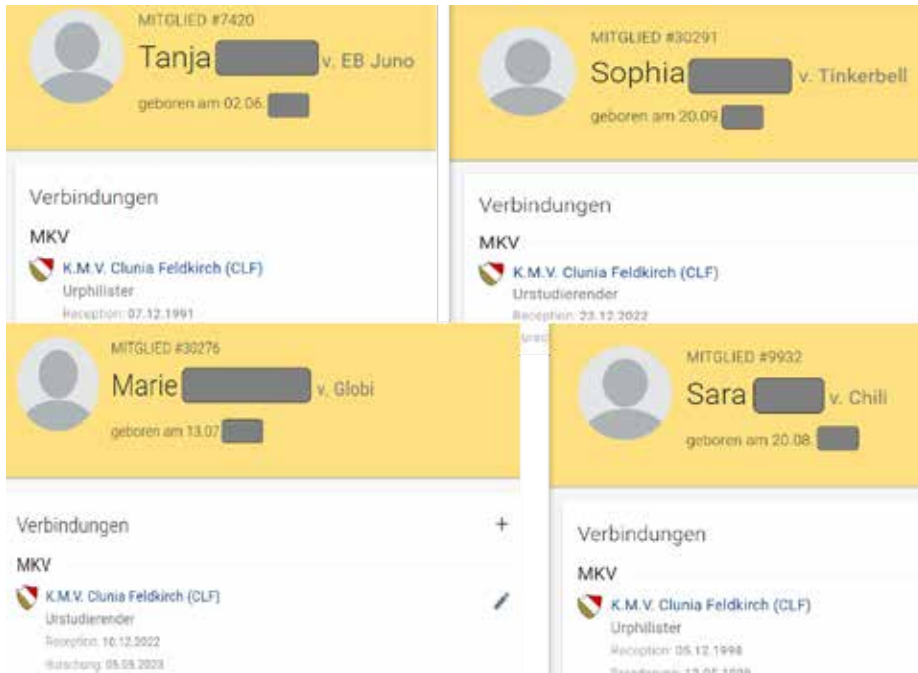 MITGLIED #7420
Tanja v. EB Juno
geboren am 02.06.
Verbindungen
MKV
K.M.V. Clunia Feldkirch (CLF)
Urphilister
Reception: 07.12.1991
MITGLIED #30291
Sophia v. Tinkerbell
geboren am 20.09.
Verbindungen
MKV
K.M.V. Clunia Feldkirch (CLF)
Urstudierender
Reception: 23.12.2022
MITGLIED #30276
Marie v. Globi
geboren am 13.07.
Verbindungen +
MKV
K.M.V. Clunia Feldkirch (CLF)
Urstudierender
Reception: 10.12.2022
Burschung: 05.05.2023
MITGLIED #9932
Sara v. Chili
geboren am 20.08.
Verbindungen
MKV
K.M.V. Clunia Feldkirch (CLF)
Urphilister
Reception: 05.12.1998